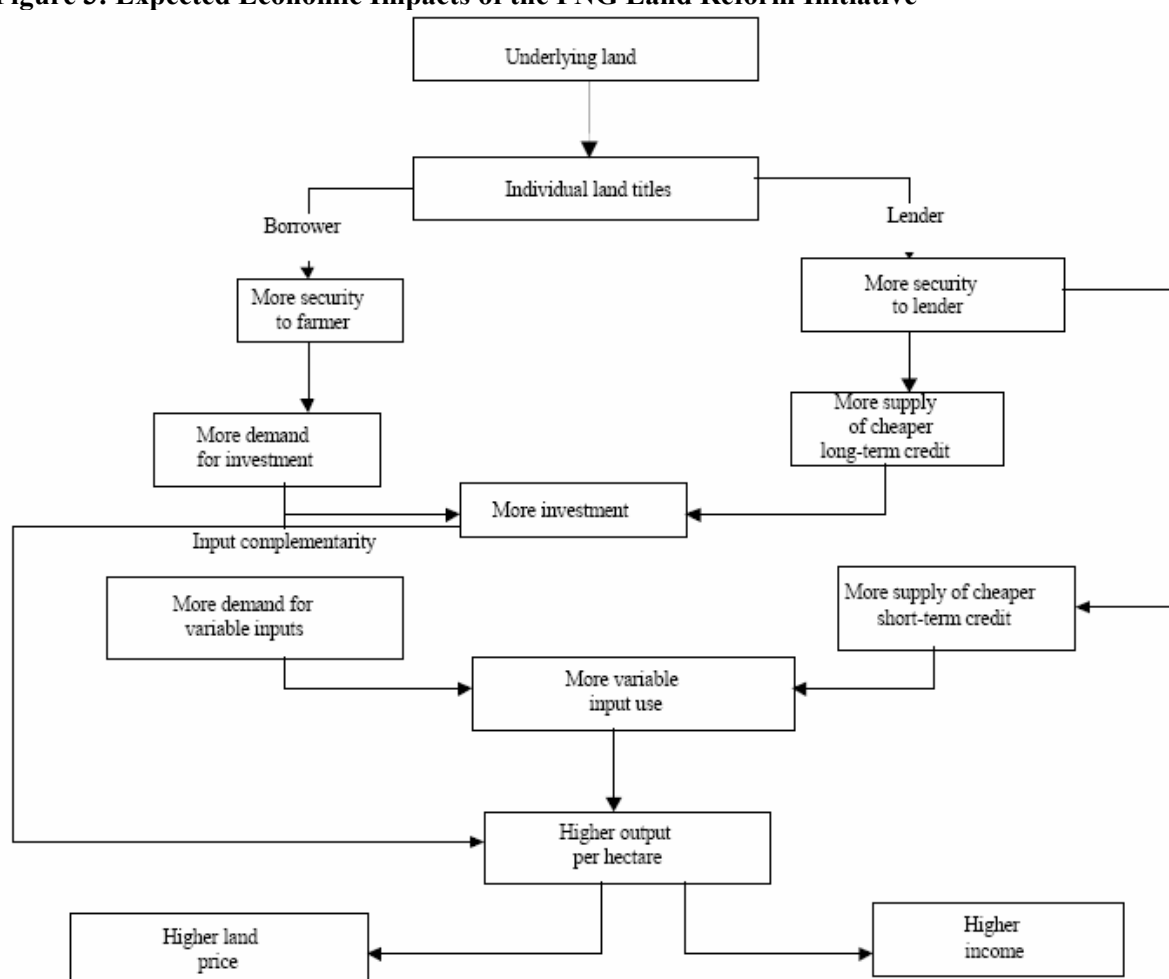 Figure 3: Expected Economic Impacts of the PNG Land Reform Initiative
Underlying land
Individual land titles
Borrower
Lender
More security
to farmer
More security
to lender
More demand
for investment
More supply
of cheaper
long-term credit
More investment
Input complementarity
More demand for
variable inputs
More supply of cheaper
short-term credit
More variable
input use
Higher output
per hectare
Higher land
price
Higher
income